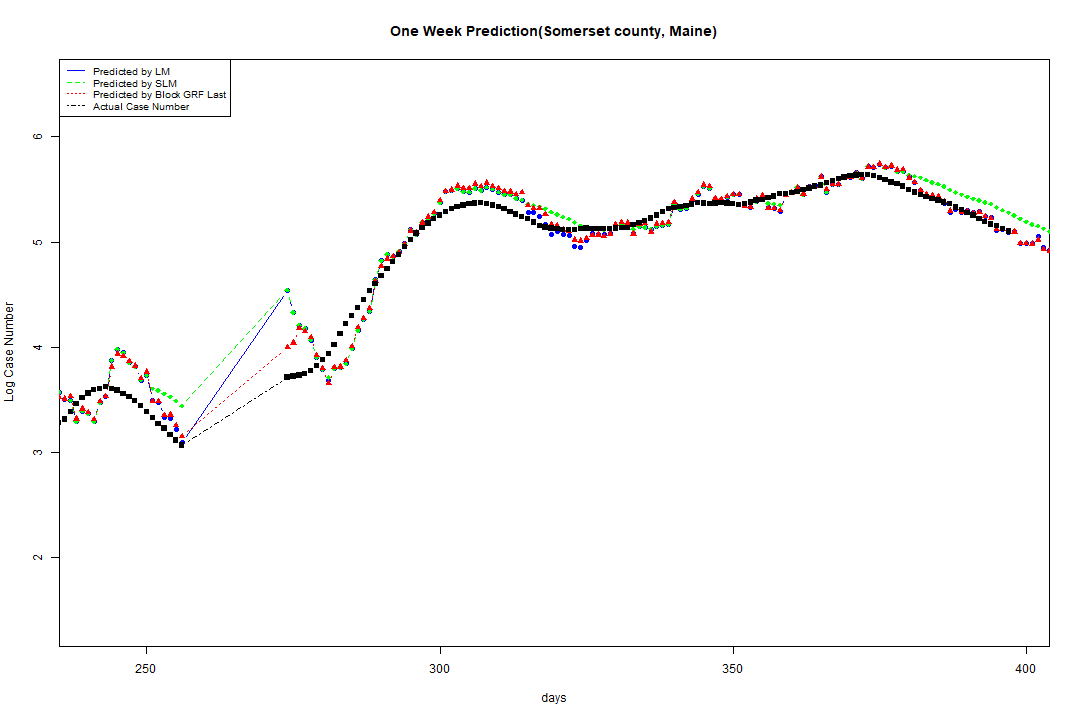 One Week Prediction(Somerset county, Maine)
Predicted by LM
Predicted by SLM
Predicted by Block GRF Last
Actual Case Number
Log Case Number
6
5
4
3
2
250 300 350 400
days